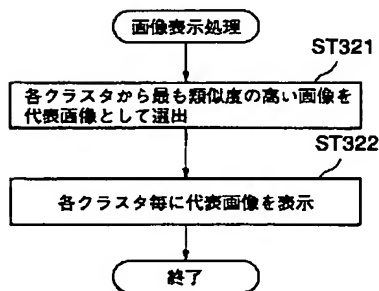 画像表示処理
ST321
各クラスタから最も類似度の高い画像を
代表画像として選出
ST322
各クラスタ毎に代表画像を表示
終了